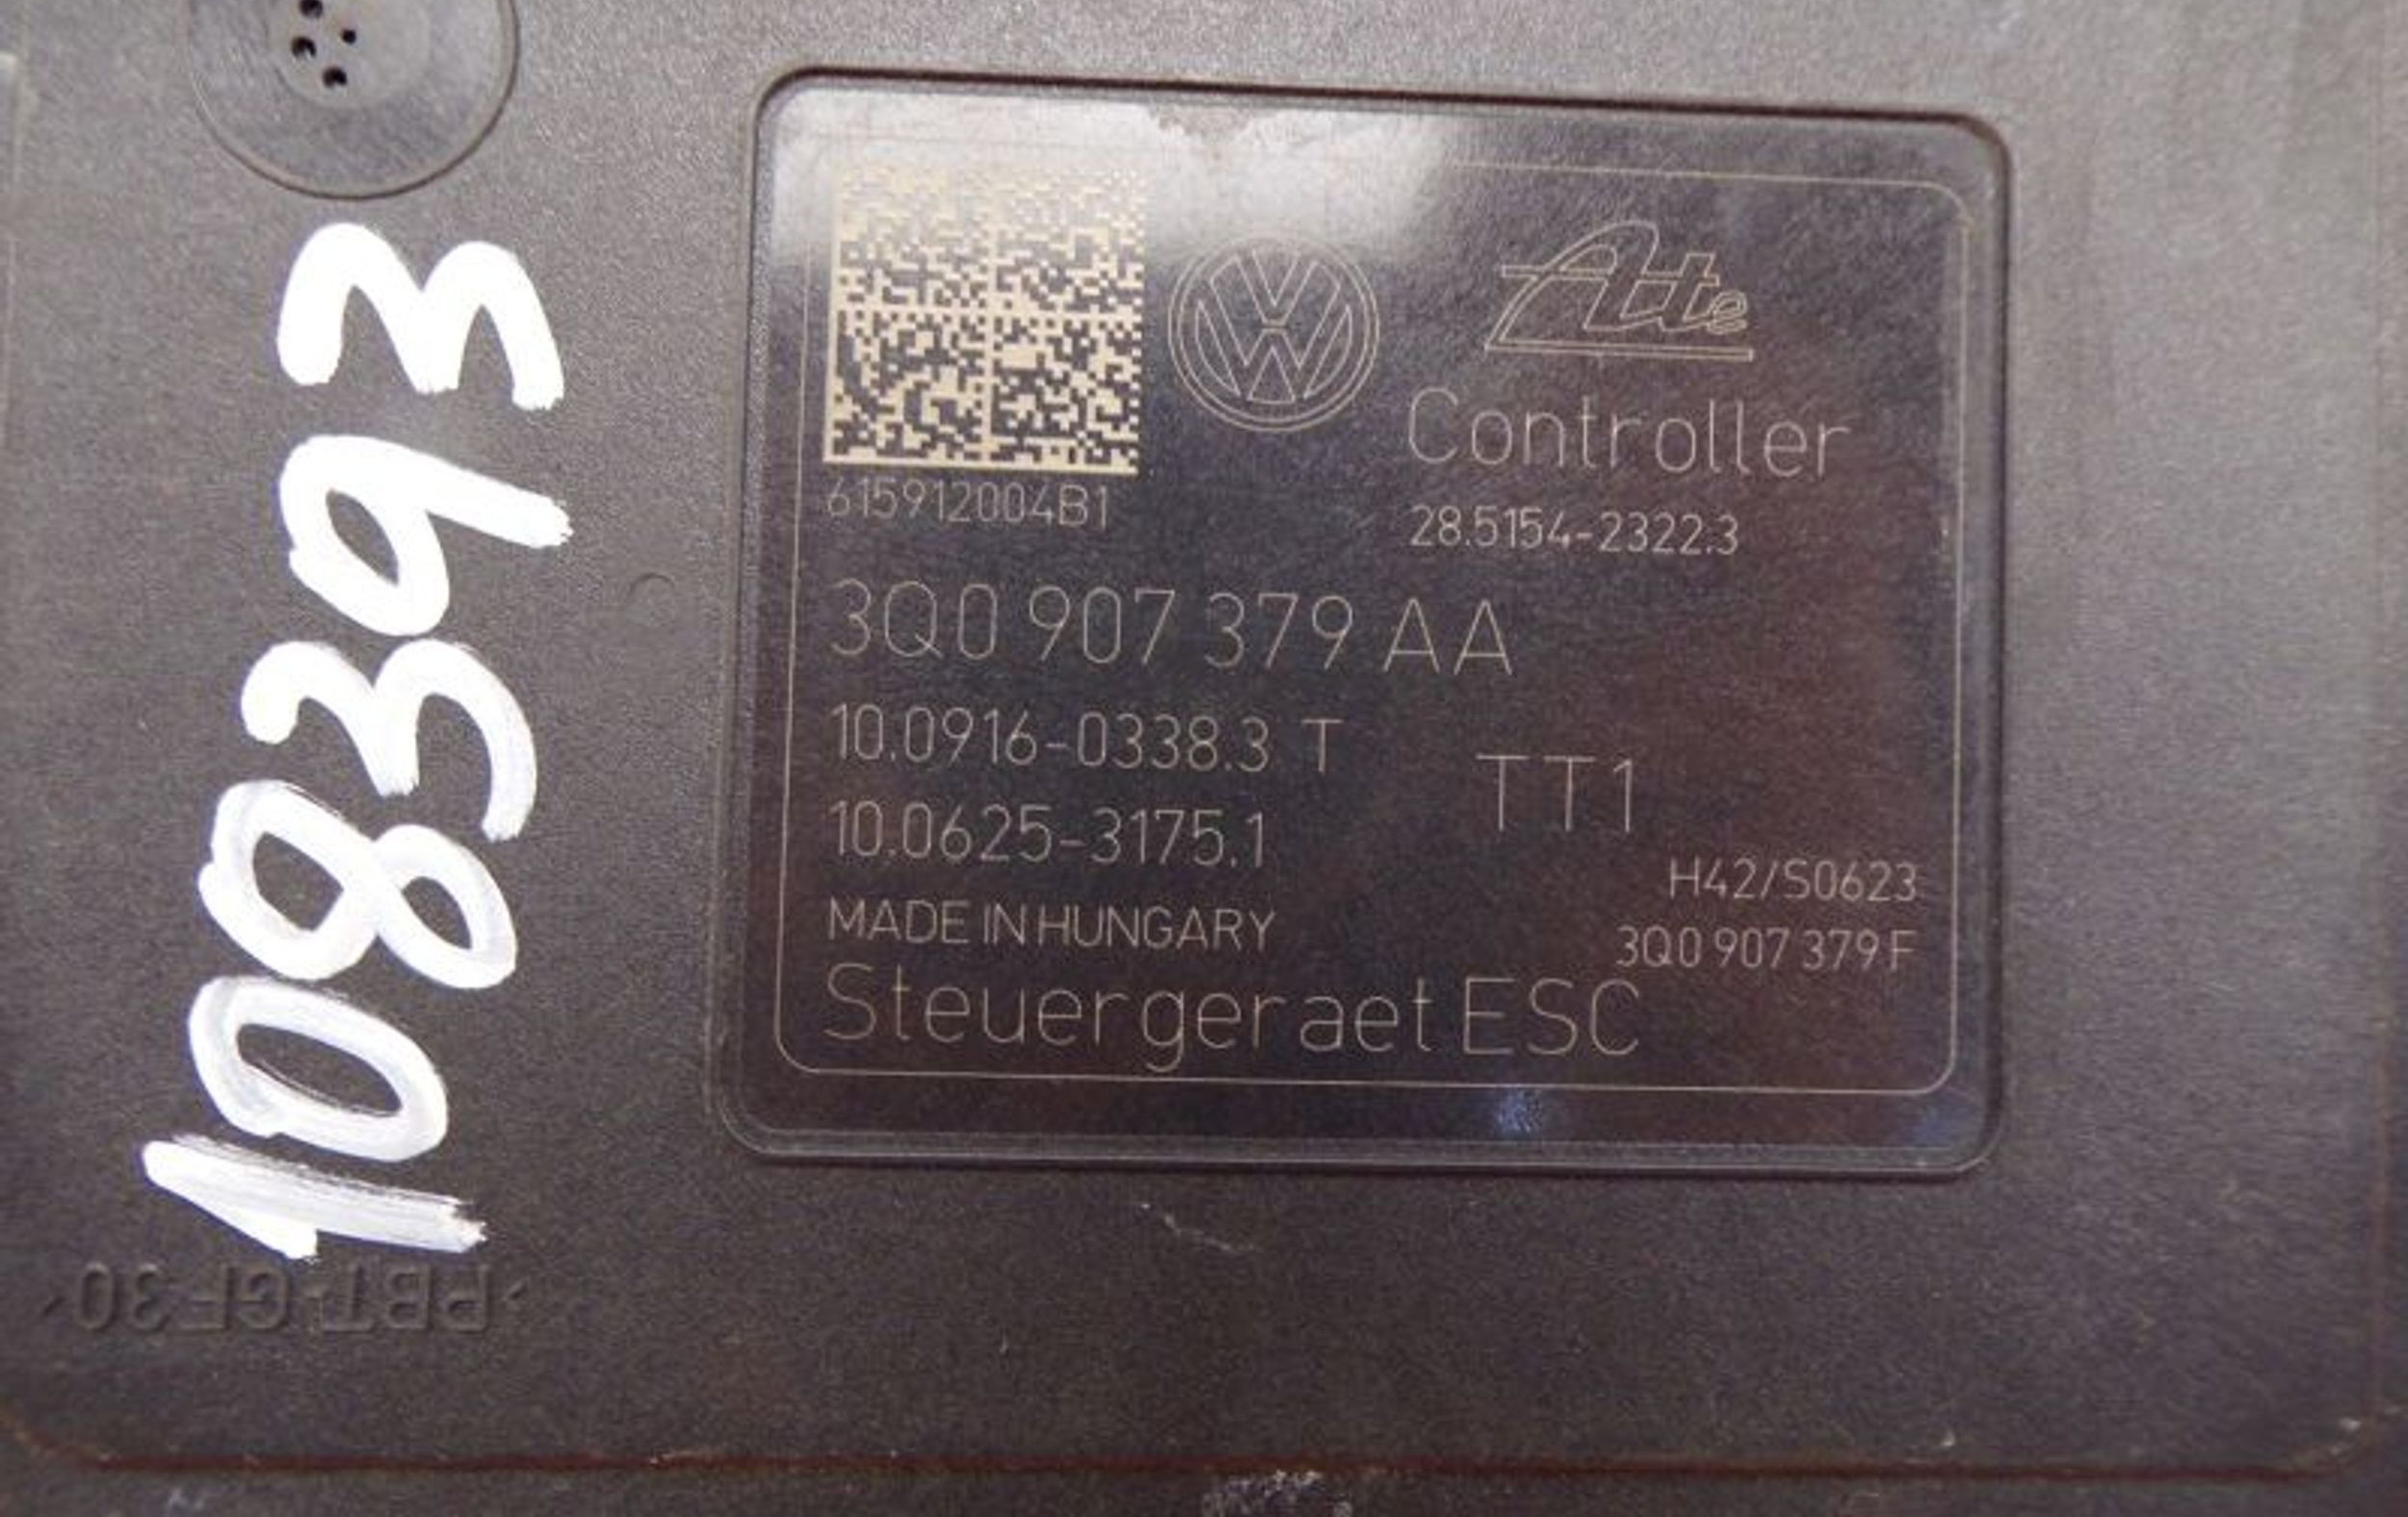 108393
Ate
Controller
615912004B1
28.5154-2322.3
3Q0 907 379 AA
10.0916-0338.3 T
TT1
10.0625-3175.1
H42/S0623
MADE IN HUNGARY
3Q0 907 379 F
Steuergeraet ESC
>PBT-GF30<